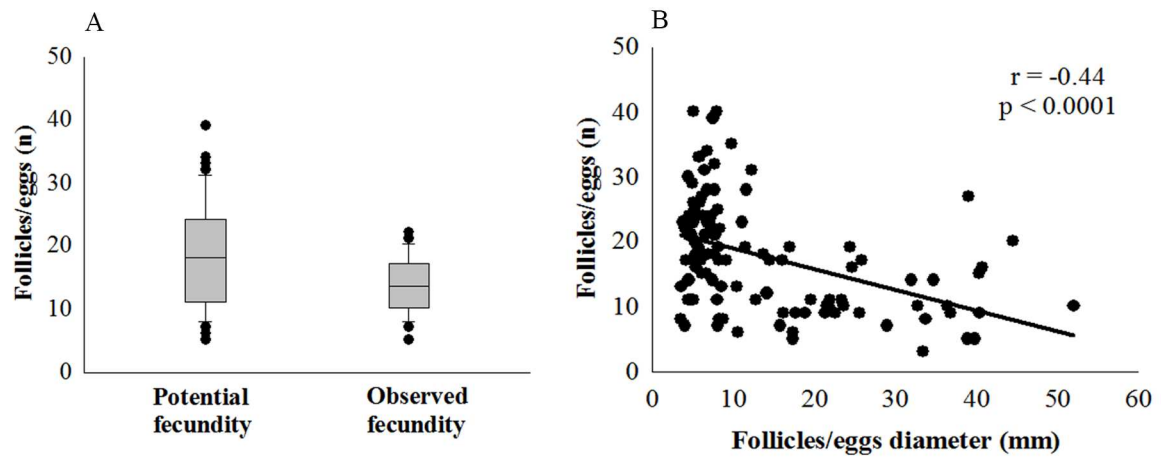 A
50
40
30
20
10
0
Follicles/eggs (n)
Potential
fecundity
Observed
fecundity
B
50
40
30
20
10
0
Follicles/eggs (n)
r = -0.44
p < 0.0001
0 10 20 30 40 50 60
Follicles/eggs diameter (mm)